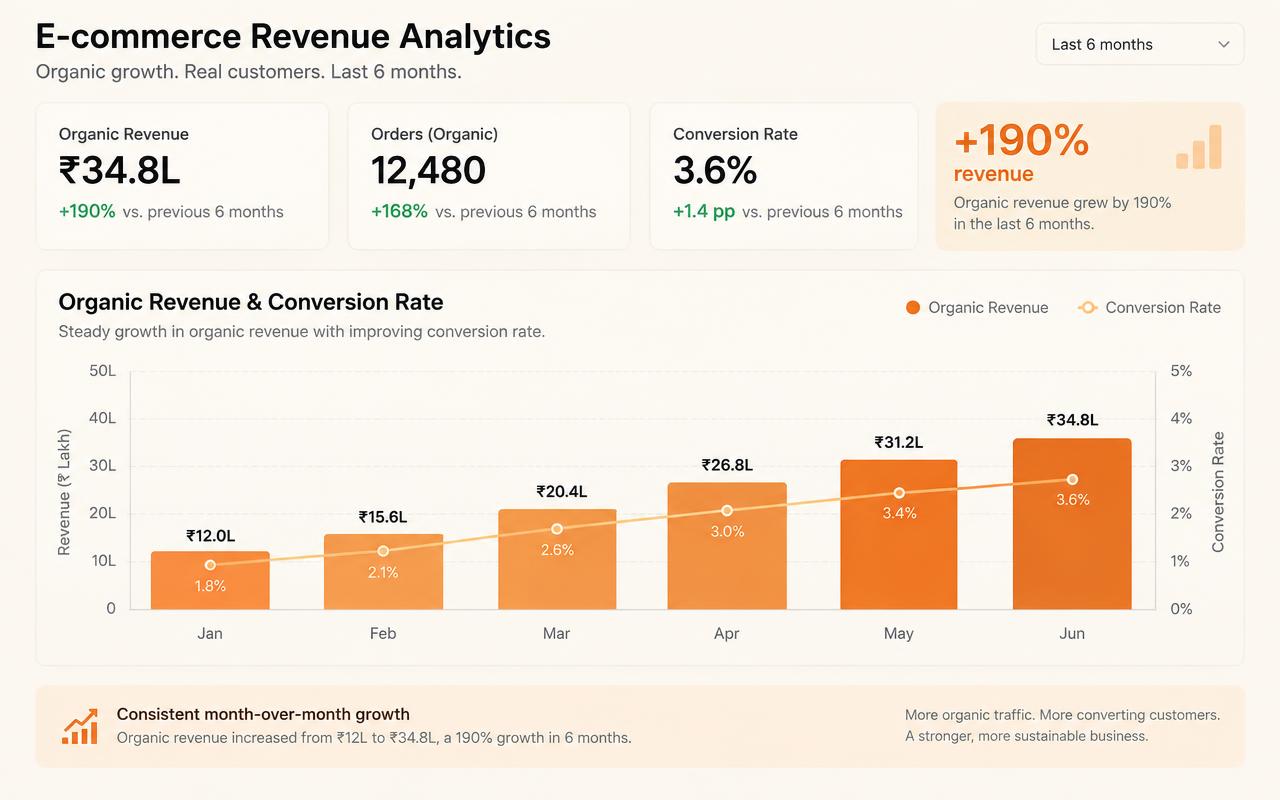 E-commerce Revenue Analytics
Organic growth. Real customers. Last 6 months.
Last 6 months
Organic Revenue
₹34.8L
+190% vs. previous 6 months
Orders (Organic)
12,480
+168% vs. previous 6 months
Conversion Rate
3.6%
+1.4 pp vs. previous 6 months
+190%
revenue
Organic revenue grew by 190%
in the last 6 months.
Organic Revenue & Conversion Rate
Steady growth in organic revenue with improving conversion rate.
Organic Revenue
Conversion Rate
Revenue (₹ Lakh)
50L
40L
30L
20L
10L
0
₹12.0L
₹15.6L
₹20.4L
₹26.8L
₹31.2L
₹34.8L
1.8%
2.1%
2.6%
3.0%
3.4%
3.6%
5%
4%
3%
2%
1%
0%
Conversion Rate
Jan
Feb
Mar
Apr
May
Jun
Consistent month-over-month growth
Organic revenue increased from ₹12L to ₹34.8L, a 190% growth in 6 months.
More organic traffic. More converting customers.
A stronger, more sustainable business.